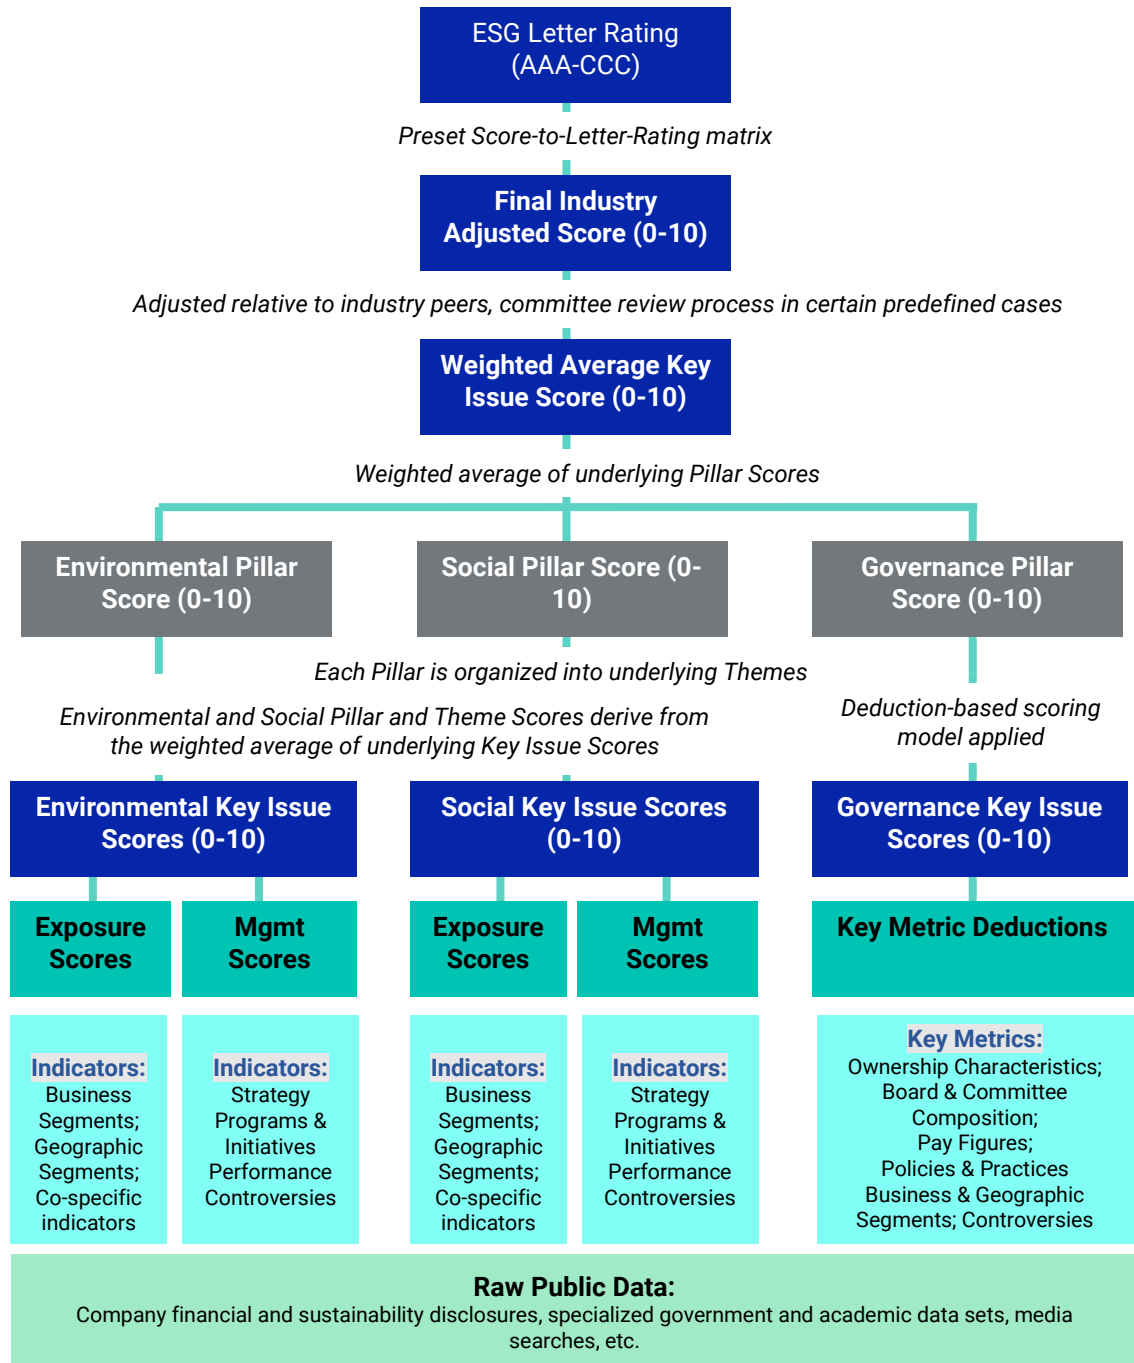 ESG Letter Rating
(AAA-CCC)
Preset Score-to-Letter-Rating matrix
Final Industry
Adjusted Score (0-10)
Adjusted relative to industry peers, committee review process in certain predefined cases
Weighted Average Key
Issue Score (0-10)
Weighted average of underlying Pillar Scores
Environmental Pillar
Score (0-10)
Social Pillar Score (0-
10)
Governance Pillar
Score (0-10)
Each Pillar is organized into underlying Themes
Environmental and Social Pillar and Theme Scores derive from
the weighted average of underlying Key Issue Scores
Deduction-based scoring
model applied
Environmental Key Issue
Scores (0-10)
Social Key Issue Scores
(0-10)
Governance Key Issue
Scores (0-10)
Exposure
Scores
Mgmt
Scores
Exposure
Scores
Mgmt
Scores
Key Metric Deductions
Indicators:
Business
Segments;
Geographic
Segments;
Co-specific
indicators
Indicators:
Strategy
Programs &
Initiatives
Performance
Controversies
Indicators:
Business
Segments;
Geographic
Segments;
Co-specific
indicators
Indicators:
Strategy
Programs &
Initiatives
Performance
Controversies
Key Metrics:
Ownership Characteristics;
Board & Committee
Composition;
Pay Figures;
Policies & Practices
Business & Geographic
Segments; Controversies
Raw Public Data:
Company financial and sustainability disclosures, specialized government and academic data sets, media
searches, etc.